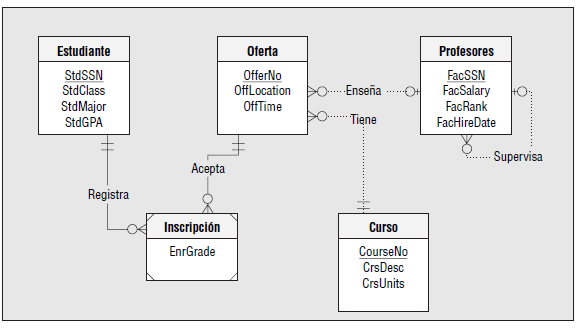 Estudiante
StdSSN
StdClass
StdMajor
StdGPA
Oferta
OfferNo
OffLocation
OffTime
Profesores
FacSSN
FacSalary
FacRank
FacHireDate
Enseña
Tiene
Supervisa
Acepta
Registra
Inscripción
EnrGrade
Curso
CourseNo
CrsDesc
CrsUnits